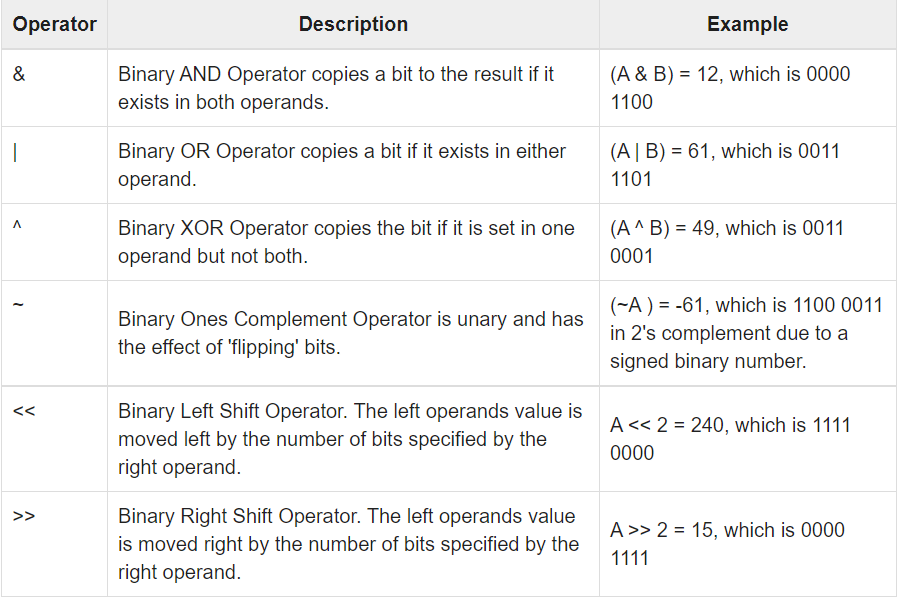 Operator Description Example
& Binary AND Operator copies a bit to the result if it (A & B) = 12, which is 0000
exists in both operands. 1100
| Binary OR Operator copies a bit if it exists in either (A | B) = 61, which is 0011
operand. 1101
^ Binary XOR Operator copies the bit if it is set in one (A ^ B) = 49, which is 0011
operand but not both. 0001
~ Binary Ones Complement Operator is unary and has
the effect of 'flipping' bits.
(~A ) = -61, which is 1100 0011
in 2's complement due to a
signed binary number.
<< Binary Left Shift Operator. The left operands value is
moved left by the number of bits specified by the
right operand.
A << 2 = 240, which is 1111
0000
>> Binary Right Shift Operator. The left operands value
is moved right by the number of bits specified by the
right operand.
A >> 2 = 15, which is 0000
1111